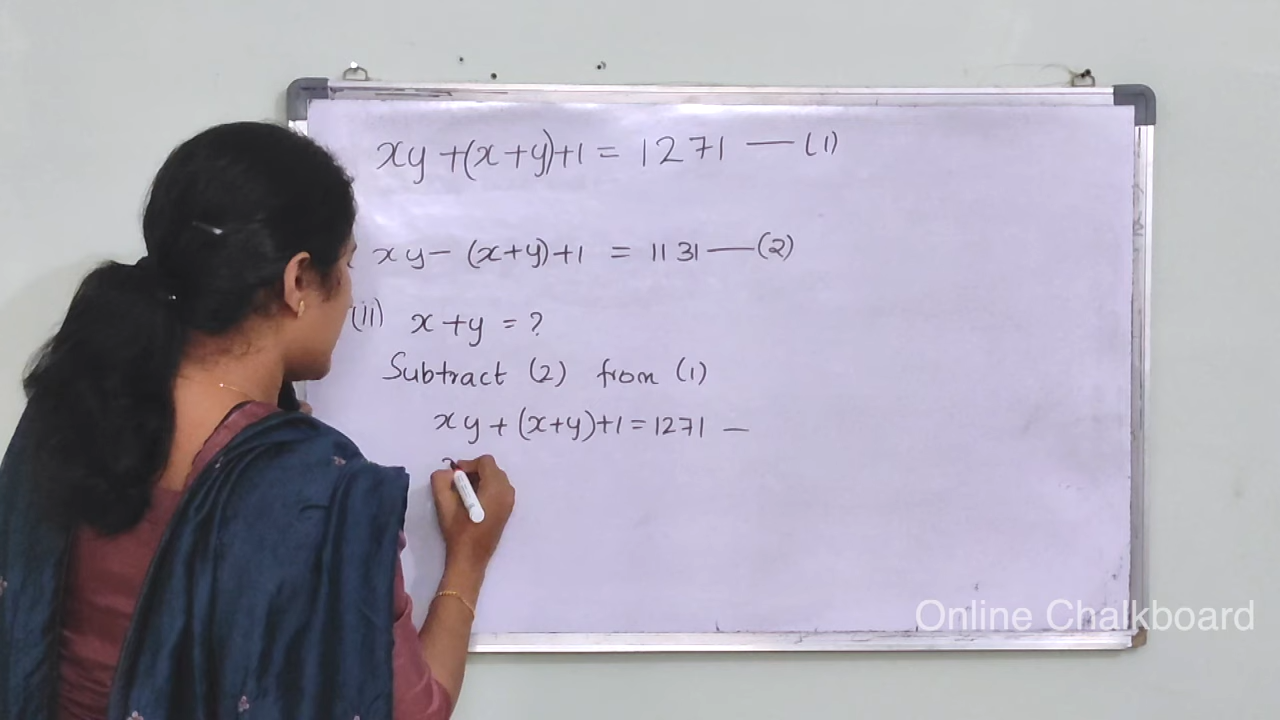 xy +(x+y)+1 = 1271 — (1)
xy - (x+y)+1 = 1131 — (2)
(ii) x+y = ?
Subtract (2) from (1)
xy + (x+y)+1 = 1271 —
Online Chalkboard